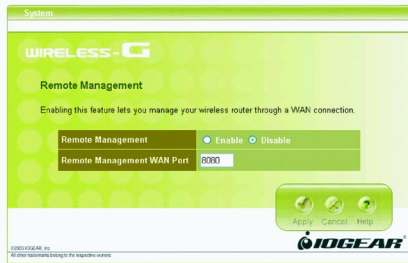 System
WIRELESS-G
Remote Management
Enabling this feature lets you manage your wireless router through a WAN connection.
Remote Management Enable Disable
Remote Management WAN Port 8080
Apply Cancel Help
IOGEAR
©2003 IOGEAR, Inc.
All other trademarks belong to the respective owners.